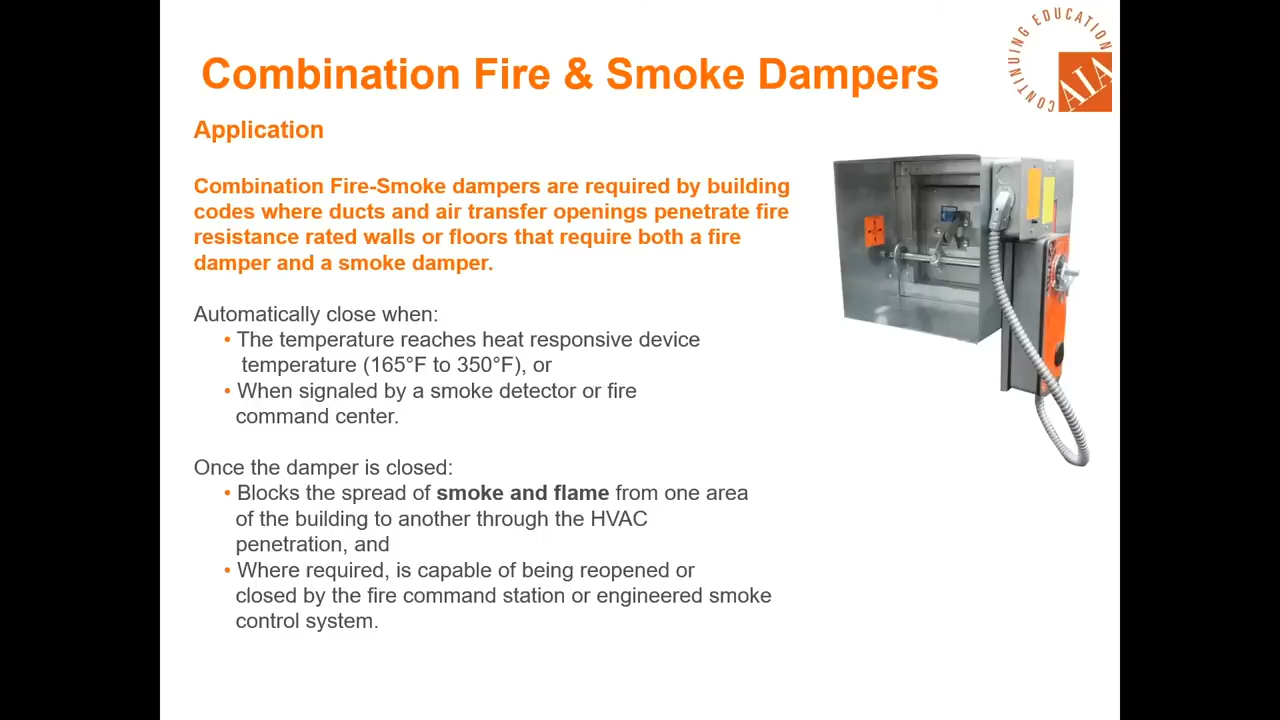 Combination Fire & Smoke Dampers
CONTINUING EDUCATION
AIA
Application
Combination Fire-Smoke dampers are required by building
codes where ducts and air transfer openings penetrate fire
resistance rated walls or floors that require both a fire
damper and a smoke damper.
Automatically close when:
• The temperature reaches heat responsive device
temperature (165°F to 350°F), or
• When signaled by a smoke detector or fire
command center.
Once the damper is closed:
• Blocks the spread of smoke and flame from one area
of the building to another through the HVAC
penetration, and
• Where required, is capable of being reopened or
closed by the fire command station or engineered smoke
control system.